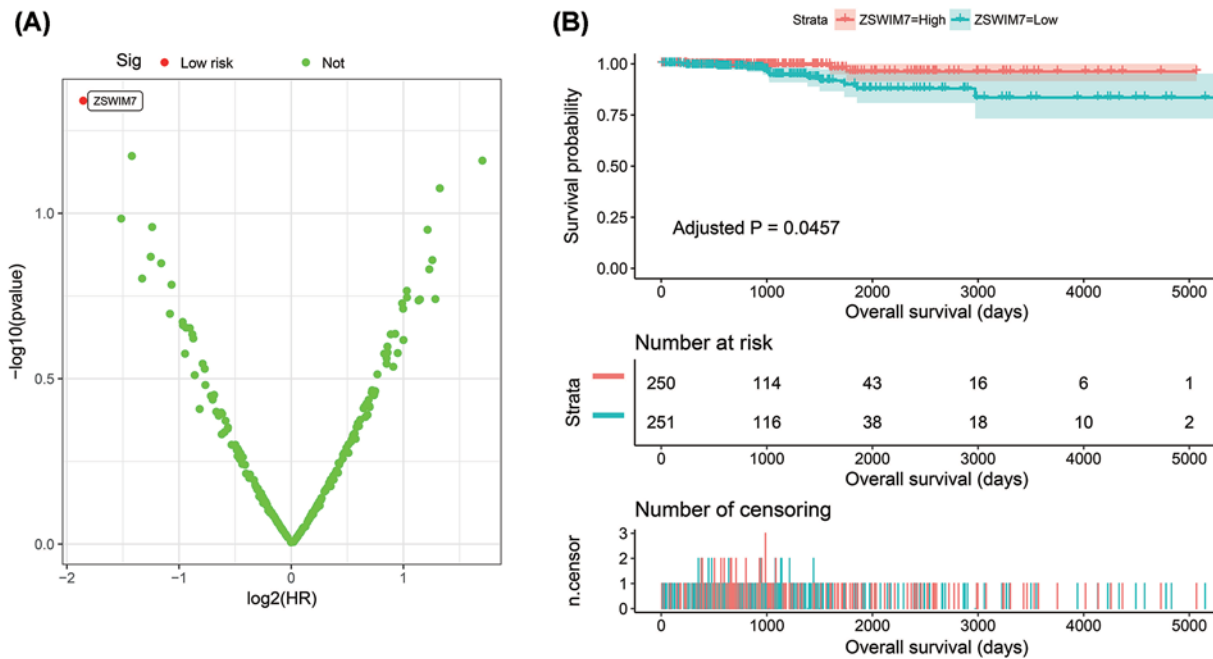 (A)
Sig Low risk Not
ZSWIM7
1.0
0.5
0.0
−log10(pvalue)
−2 −1 0 1
log2(HR)
(B)
Strata ZSWIM7=High ZSWIM7=Low
1.00
0.75
0.50
0.25
0.00
Survival probability
Adjusted P = 0.0457
0 1000 2000 3000 4000 5000
Overall survival (days)
Number at risk
Strata
250 114 43 16 6 1
251 116 38 18 10 2
0 1000 2000 3000 4000 5000
Overall survival (days)
Number of censoring
n.censor
3
2
1
0
0 1000 2000 3000 4000 5000
Overall survival (days)